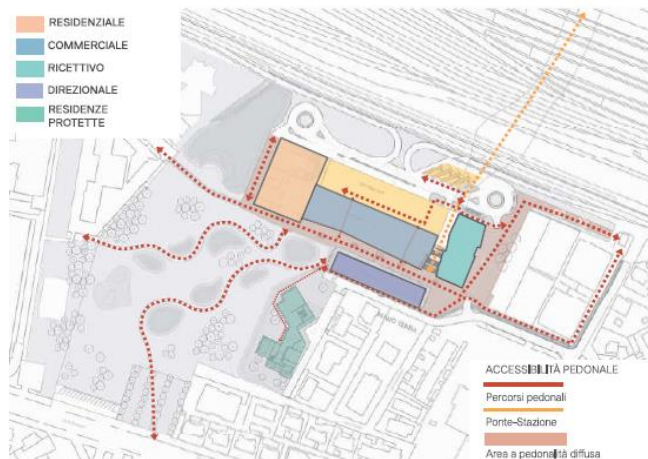 RESIDENZIALE
COMMERCIALE
RICETTIVO
DIREZIONALE
RESIDENZE
PROTETTE
ACCESSIBILITÀ PEDONALE
Percorsi pedonali
Ponte-Stazione
Area a pedonalità diffusa